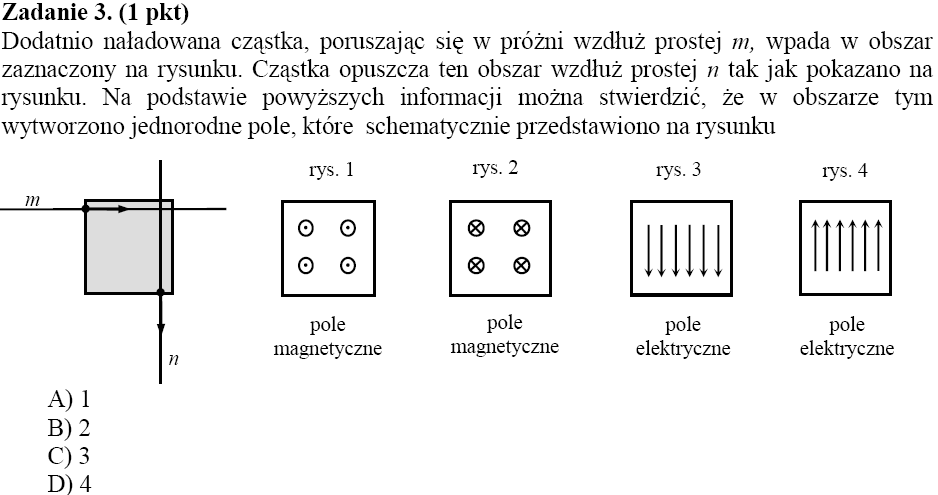 Zadanie 3. (1 pkt)
Dodatnio naładowana cząstka, poruszając się w próżni wzdłuż prostej m, wpada w obszar
zaznaczony na rysunku. Cząstka opuszcza ten obszar wzdłuż prostej n tak jak pokazano na
rysunku. Na podstawie powyższych informacji można stwierdzić, że w obszarze tym
wytworzono jednorodne pole, które schematycznie przedstawiono na rysunku
rys. 1 rys. 2 rys. 3 rys. 4
m
pole pole pole pole
magnetyczne magnetyczne elektryczne elektryczne
n
A) 1
B) 2
C) 3
D) 4